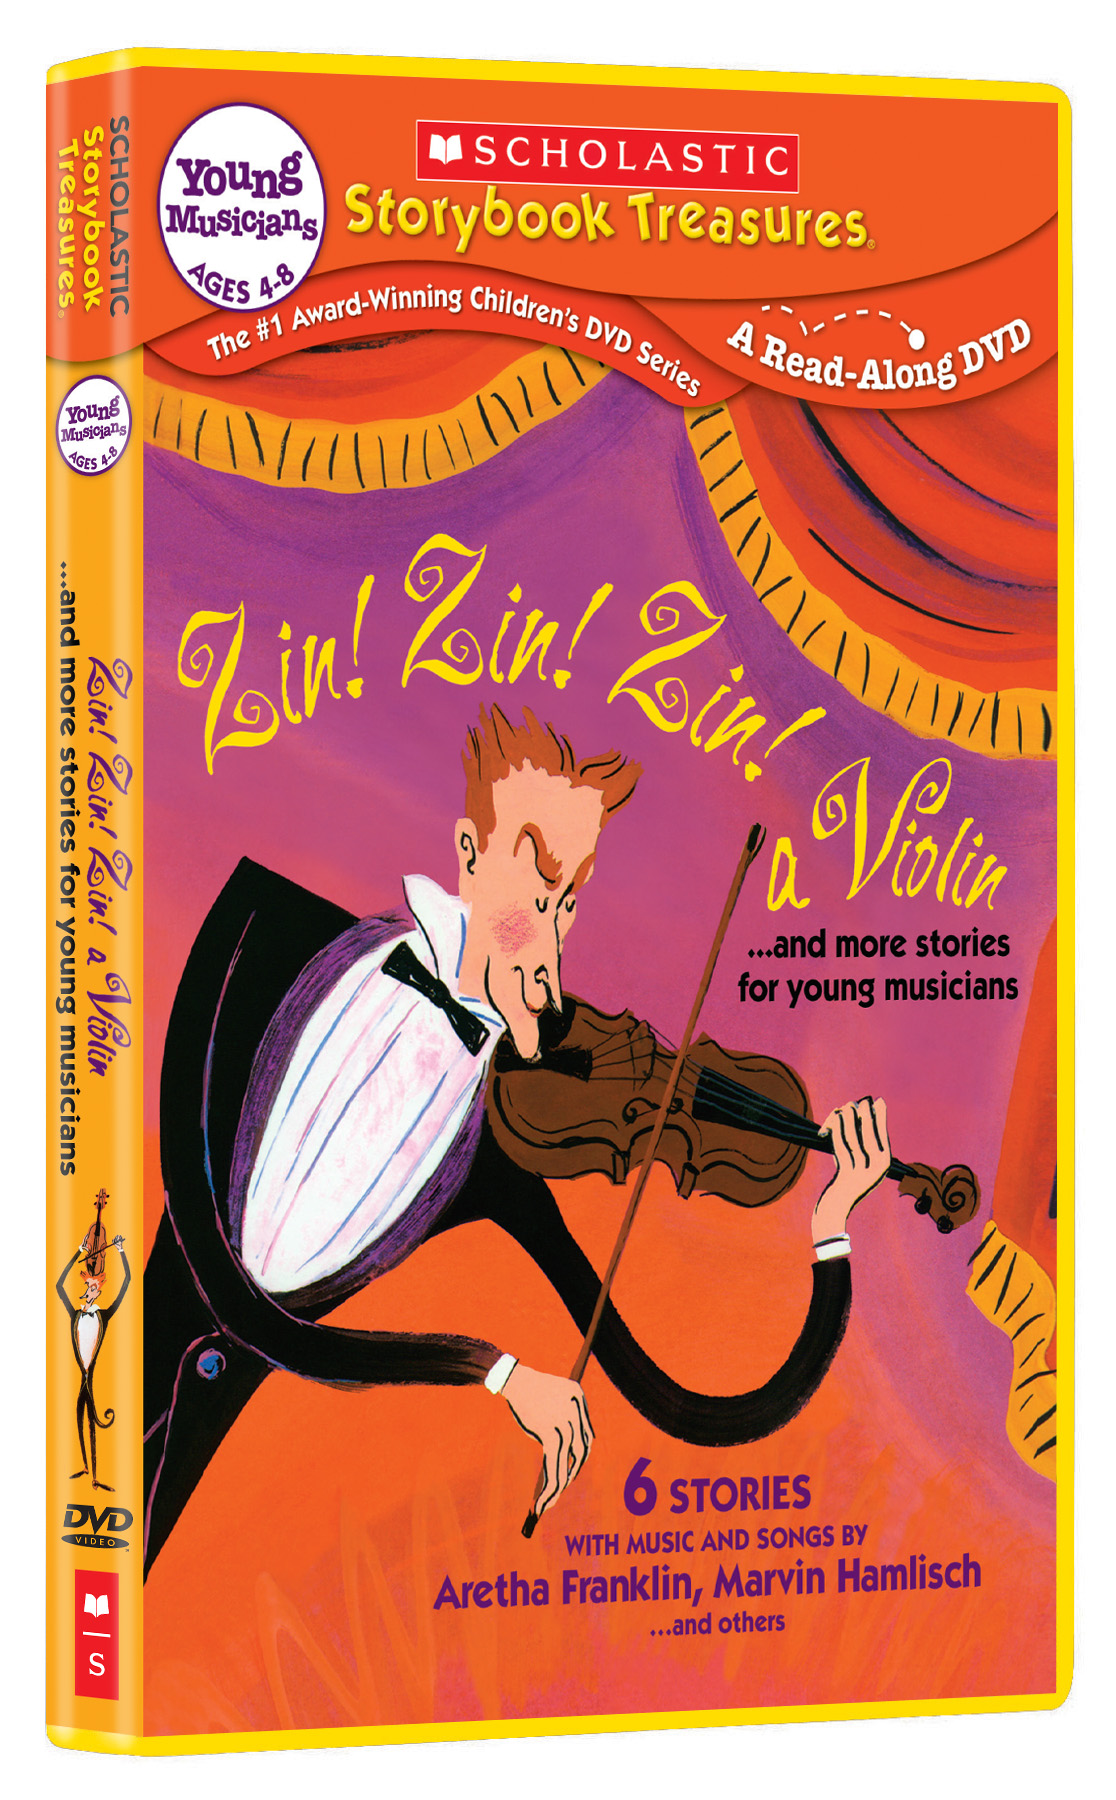 SCHOLASTIC
Storybook
Treasures.
Young
Musicians
AGES 4-8
Zin! Zin! Zin! a Violin
...and more stories for young musicians
DVD
VIDEO
S
Young
Musicians
AGES 4-8
SCHOLASTIC
Storybook Treasures®
The #1 Award-Winning Children's DVD Series
A Read-Along DVD
Zin! Zin! Zin!
a Violin
...and more stories
for young musicians
6 STORIES
WITH MUSIC AND SONGS BY
Aretha Franklin, Marvin Hamlisch
...and others